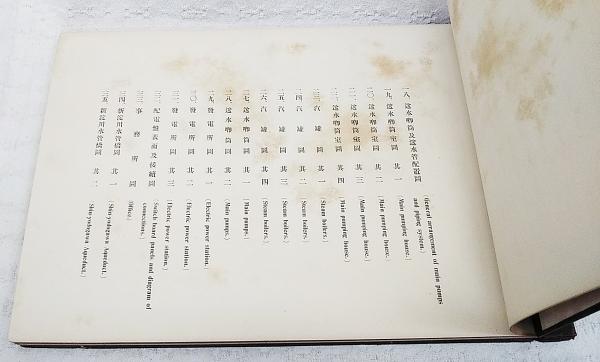 一八、送水喞筒及送水管配置圖 (General arrangement of main pumps and piping system.)
一九、送水喞筒室圖 其一 (Main pumping house.)
二〇、送水喞筒室圖 其二 (Main pumping house.)
二一、送水喞筒室圖 其三 (Main pumping house.)
二二、送水喞筒室圖 其四 (Main pumping house.)
二三、汽罐圖 其一 (Steam boilers.)
二四、汽罐圖 其二 (Steam boilers.)
二五、汽罐圖 其三 (Steam boilers.)
二六、汽罐圖 其四 (Steam boilers.)
二七、送水喞筒圖 其一 (Main pumps.)
二八、送水喞筒圖 其二 (Main pumps.)
二九、發電所圖 其一 (Electric power station.)
三〇、發電所圖 其二 (Electric power station.)
三一、發電所圖 其三 (Electric power station.)
三二、配電盤表面及接續圖 (Switch board panels and diagram of connections.)
三三、事務所圖 (Office.)
三四、新淀川水管橋圖 其一 (Shin-yodogawa Aqueduct.)
三五、新淀川水管橋圖 其二 (Shin-yodogawa Aqueduct.)